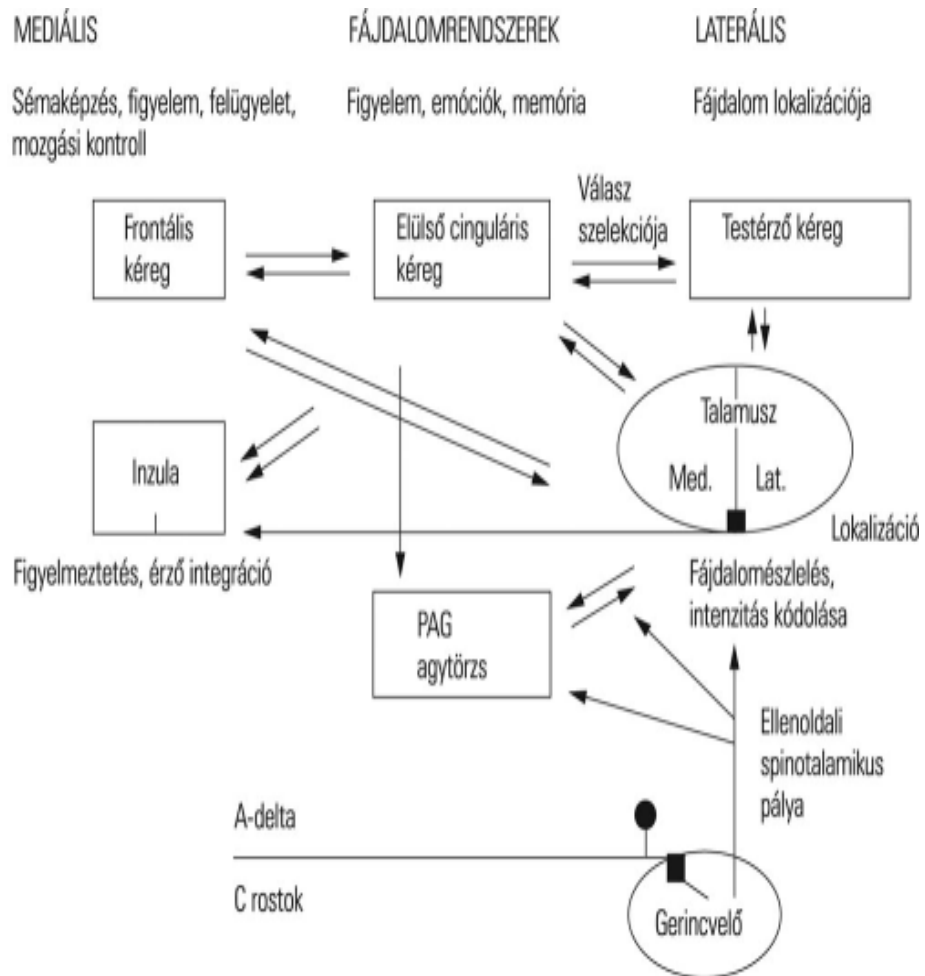 MEDIÁLIS
FÁJDALOMRENDSZEREK
LATERÁLIS
Sémaképzés, figyelem, felügyelet,
mozgási kontroll
Figyelem, emóciók, memória
Fájdalom lokalizációja
Frontális
kéreg
Elülső cinguláris
kéreg
Válasz
szelekciója
Testérző kéreg
Talamusz
Med.
Lat.
Inzula
Lokalizáció
Figyelmeztetés, érző integráció
Fájdalomészlelés,
intenzitás kódolása
PAG
agytörzs
Ellenoldali
spinotalamikus
pálya
A-delta
C rostok
Gerincvelő